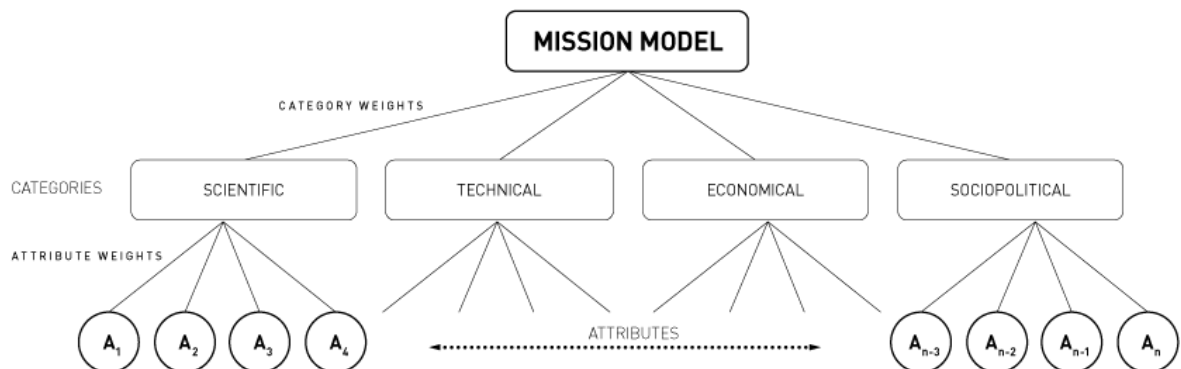 MISSION MODEL
CATEGORY WEIGHTS
CATEGORIES
SCIENTIFIC
TECHNICAL
ECONOMICAL
SOCIOPOLITICAL
ATTRIBUTE WEIGHTS
ATTRIBUTES
A1
A2
A3
A4
An-3
An-2
An-1
An